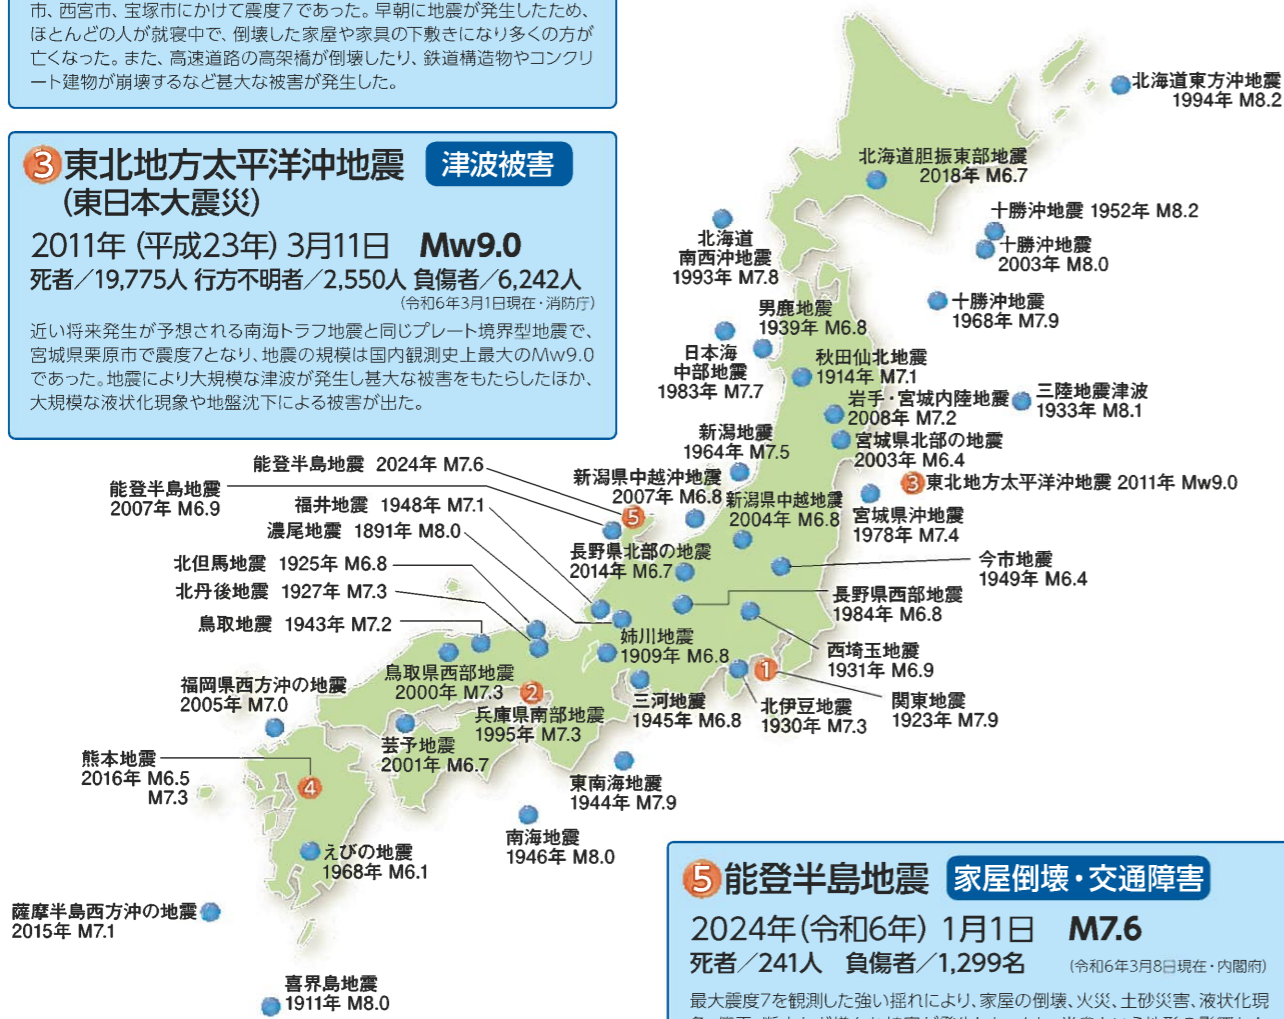 市、西宮市、宝塚市にかけて震度7であった。早朝に地震が発生したため、
ほとんどの人が就寝中で、倒壊した家屋や家具の下敷きになり多くの方が
亡くなった。また、高速道路の高架橋が倒壊したり、鉄道構造物やコンクリ
ート建物が崩壊するなど甚大な被害が発生した。
③東北地方太平洋沖地震 津波被害
(東日本大震災)
2011年(平成23年)3月11日 Mw9.0
死者／19,775人 行方不明者／2,550人 負傷者／6,242人
(令和6年3月1日現在・消防庁)
近い将来発生が予想される南海トラフ地震と同じプレート境界型地震で、
宮城県栗原市で震度7となり、地震の規模は国内観測史上最大のMw9.0
であった。地震により大規模な津波が発生し甚大な被害をもたらしたほか、
大規模な液状化現象や地盤沈下による被害が出た。
北海道東方沖地震
1994年 M8.2
北海道胆振東部地震
2018年 M6.7
十勝沖地震 1952年 M8.2
十勝沖地震
2003年 M8.0
北海道
南西沖地震
1993年 M7.8
十勝沖地震
1968年 M7.9
男鹿地震
1939年 M6.8
日本海
中部地震
1983年 M7.7
秋田仙北地震
1914年 M7.1
岩手・宮城内陸地震
2008年 M7.2
三陸地震津波
1933年 M8.1
宮城県北部の地震
2003年 M6.4
新潟地震
1964年 M7.5
③東北地方太平洋沖地震 2011年 Mw9.0
宮城県沖地震
1978年 M7.4
新潟県中越沖地震
2007年 M6.8
新潟県中越地震
2004年 M6.8
能登半島地震 2024年 M7.6
⑤
能登半島地震
2007年 M6.9
福井地震 1948年 M7.1
濃尾地震 1891年 M8.0
北但馬地震 1925年 M6.8
北丹後地震 1927年 M7.3
鳥取地震 1943年 M7.2
長野県北部の地震
2014年 M6.7
今市地震
1949年 M6.4
長野県西部地震
1984年 M6.8
西埼玉地震
1931年 M6.9
姉川地震
1909年 M6.8
①
関東地震
1923年 M7.9
北伊豆地震
1930年 M7.3
三河地震
1945年 M6.8
鳥取県西部地震
2000年 M7.3
②
兵庫県南部地震
1995年 M7.3
福岡県西方沖の地震
2005年 M7.0
芸予地震
2001年 M6.7
熊本地震
2016年 M6.5
M7.3
④
東南海地震
1944年 M7.9
南海地震
1946年 M8.0
えびの地震
1968年 M6.1
薩摩半島西方沖の地震
2015年 M7.1
喜界島地震
1911年 M8.0
⑤能登半島地震 家屋倒壊・交通障害
2024年(令和6年)1月1日 M7.6
死者／241人 負傷者／1,299名 (令和6年3月8日現在・内閣府)
最大震度7を観測した強い揺れにより、家屋の倒壊、火災、土砂災害、液状化現